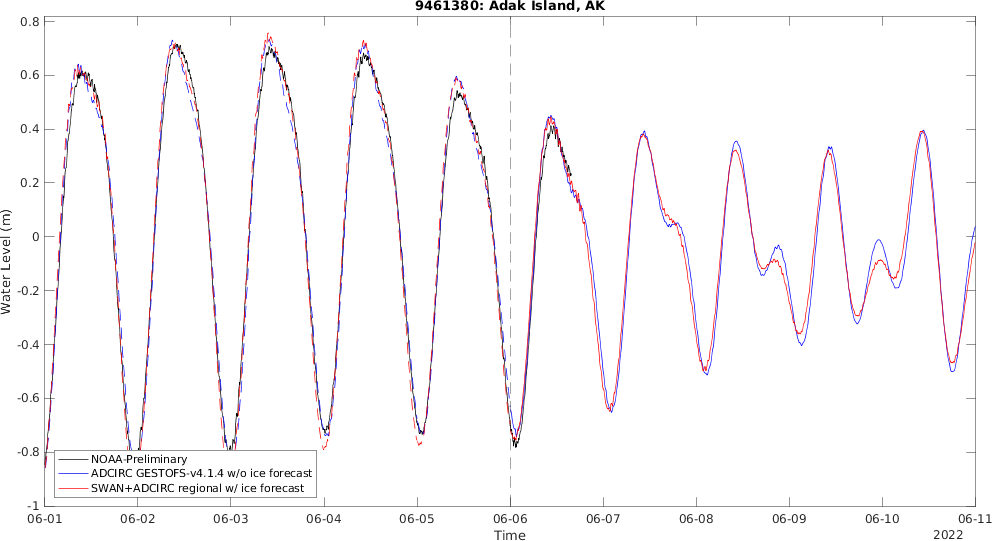 9461380: Adak Island, AK
0.8
0.6
0.4
0.2
0
-0.2
-0.4
-0.6
-0.8
-1
Water Level (m)
NOAA-Preliminary
ADCIRC GESTOFS-v4.1.4 w/o ice forecast
SWAN+ADCIRC regional w/ ice forecast
06-01 06-02 06-03 06-04 06-05 06-06 06-07 06-08 06-09 06-10 06-11
Time
2022